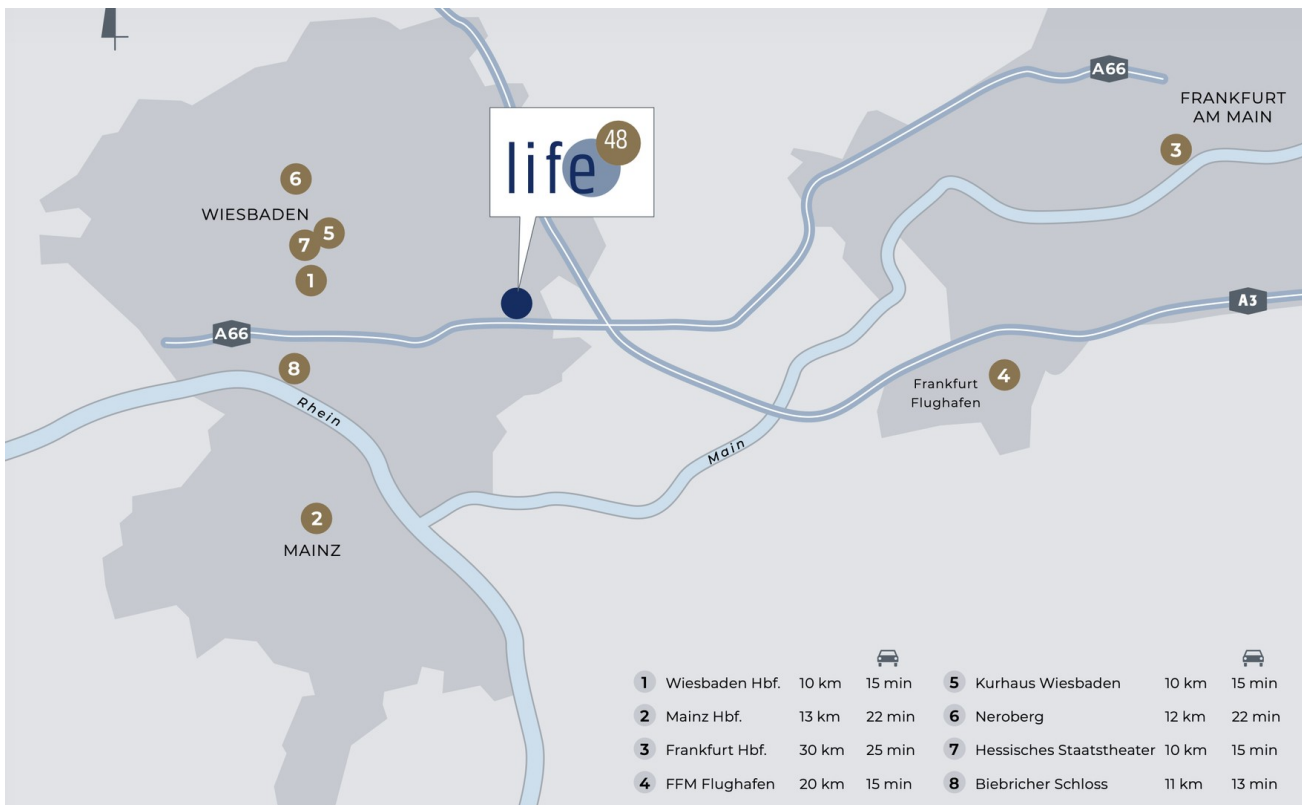 A66
FRANKFURT
AM MAIN
3
life 48
6
WIESBADEN
5
7
1
A66
A3
8
Frankfurt
Flughafen
4
Rhein
Main
2
MAINZ
1 Wiesbaden Hbf. 10 km 15 min
2 Mainz Hbf. 13 km 22 min
3 Frankfurt Hbf. 30 km 25 min
4 FFM Flughafen 20 km 15 min
5 Kurhaus Wiesbaden 10 km 15 min
6 Neroberg 12 km 22 min
7 Hessisches Staatstheater 10 km 15 min
8 Biebricher Schloss 11 km 13 min